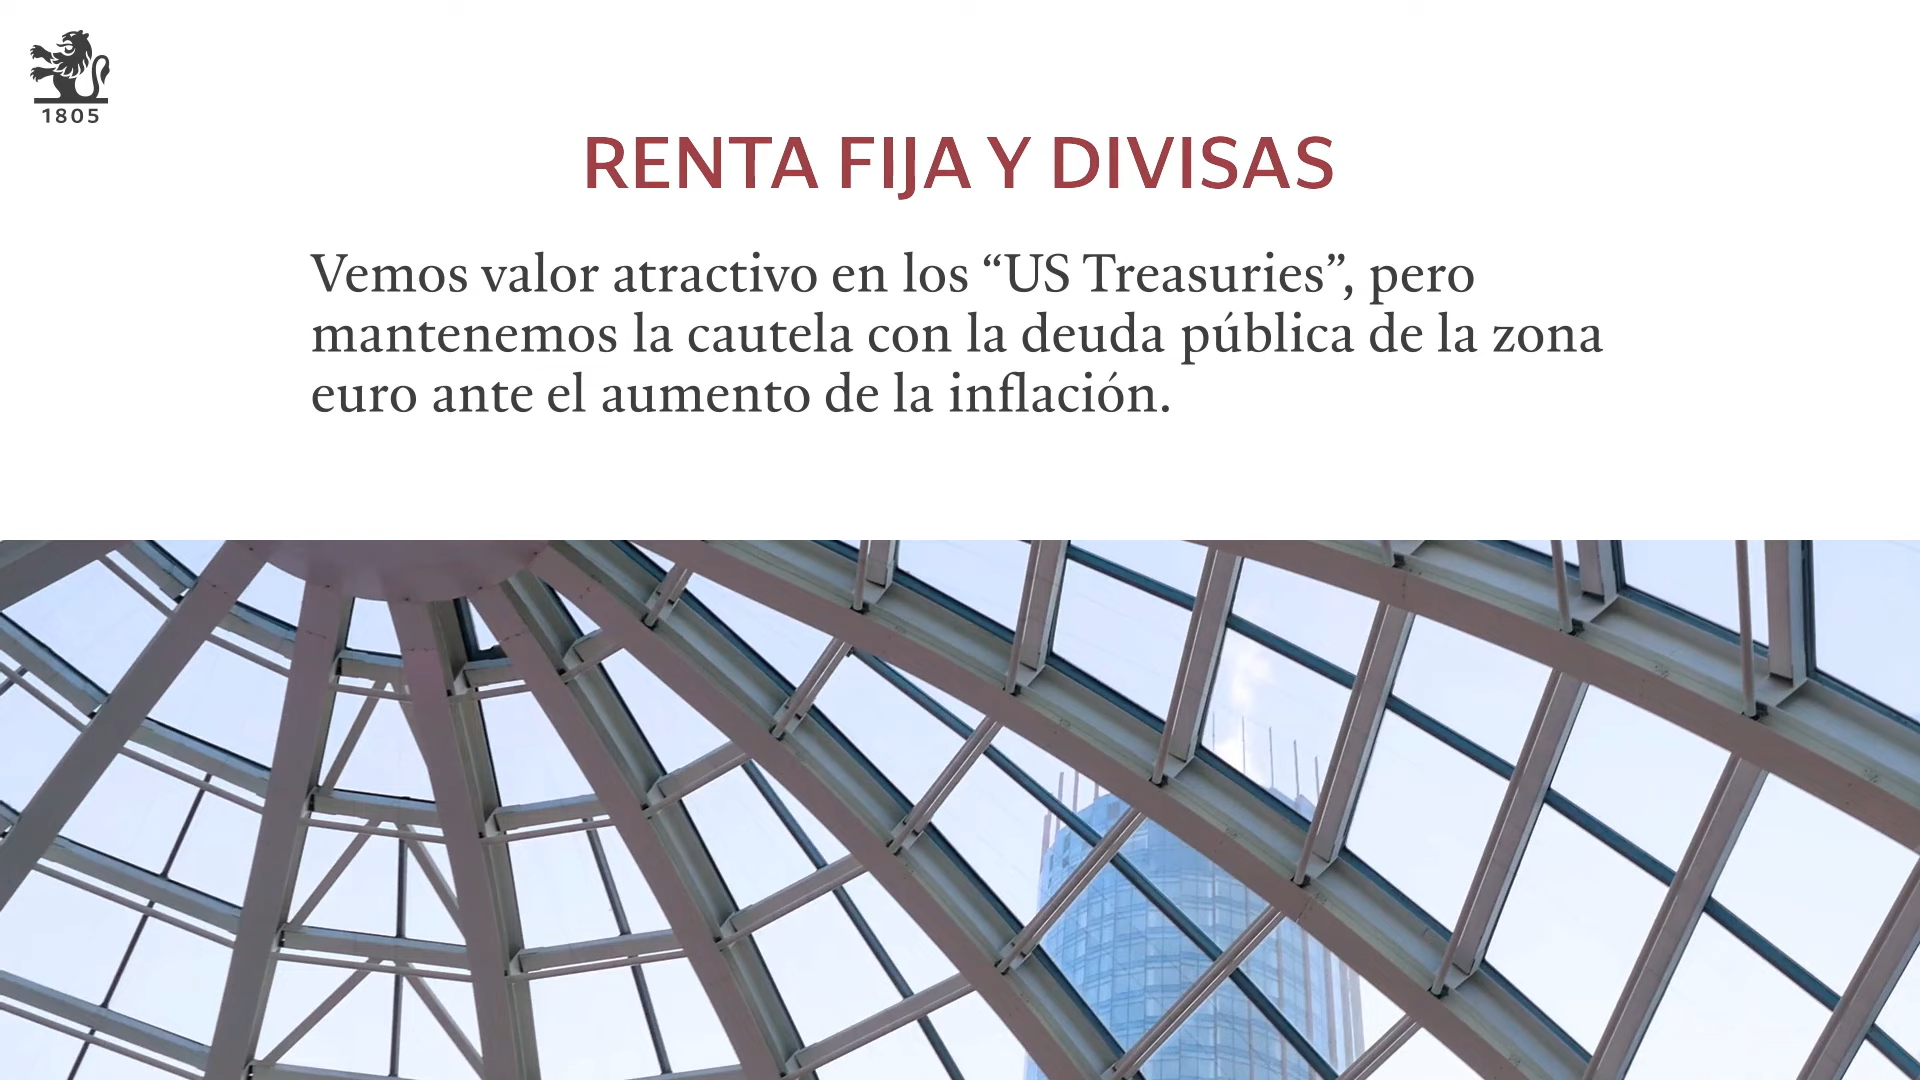 1805
RENTA FIJA Y DIVISAS
Vemos valor atractivo en los “US Treasuries”, pero
mantenemos la cautela con la deuda pública de la zona
euro ante el aumento de la inflación.